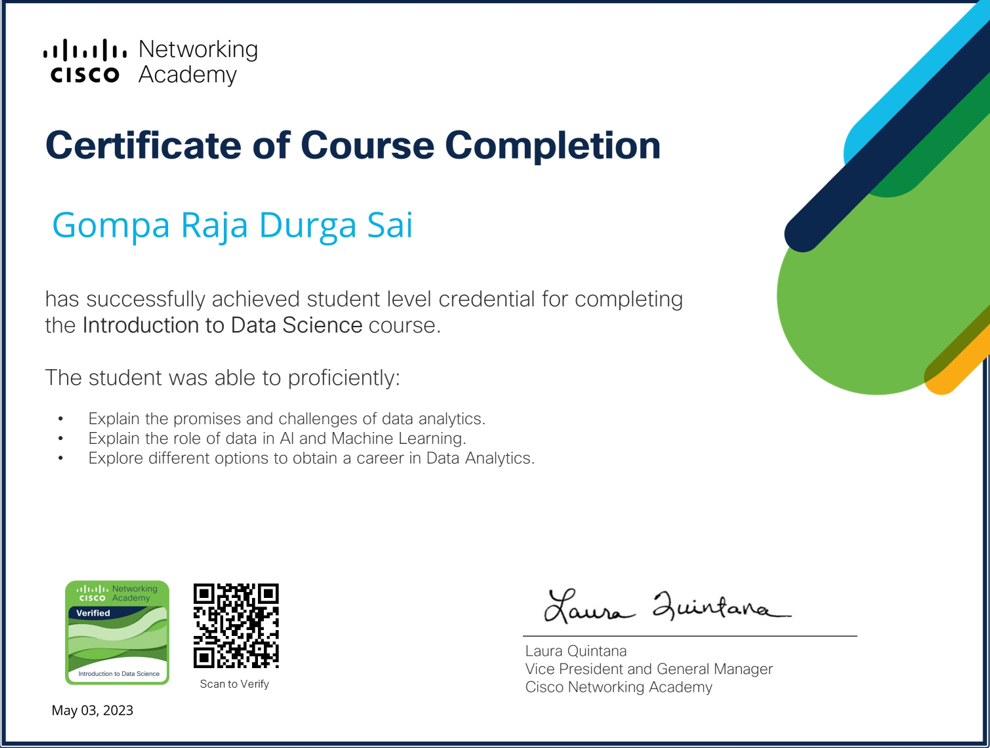 Networking
CISCO Academy
Certificate of Course Completion
Gompa Raja Durga Sai
has successfully achieved student level credential for completing
the Introduction to Data Science course.
The student was able to proficiently:
• Explain the promises and challenges of data analytics.
• Explain the role of data in AI and Machine Learning.
• Explore different options to obtain a career in Data Analytics.
Networking
CISCO Academy
Verified
Introduction to Data Science
Scan to Verify
May 03, 2023
Laura Quintana
Laura Quintana
Vice President and General Manager
Cisco Networking Academy